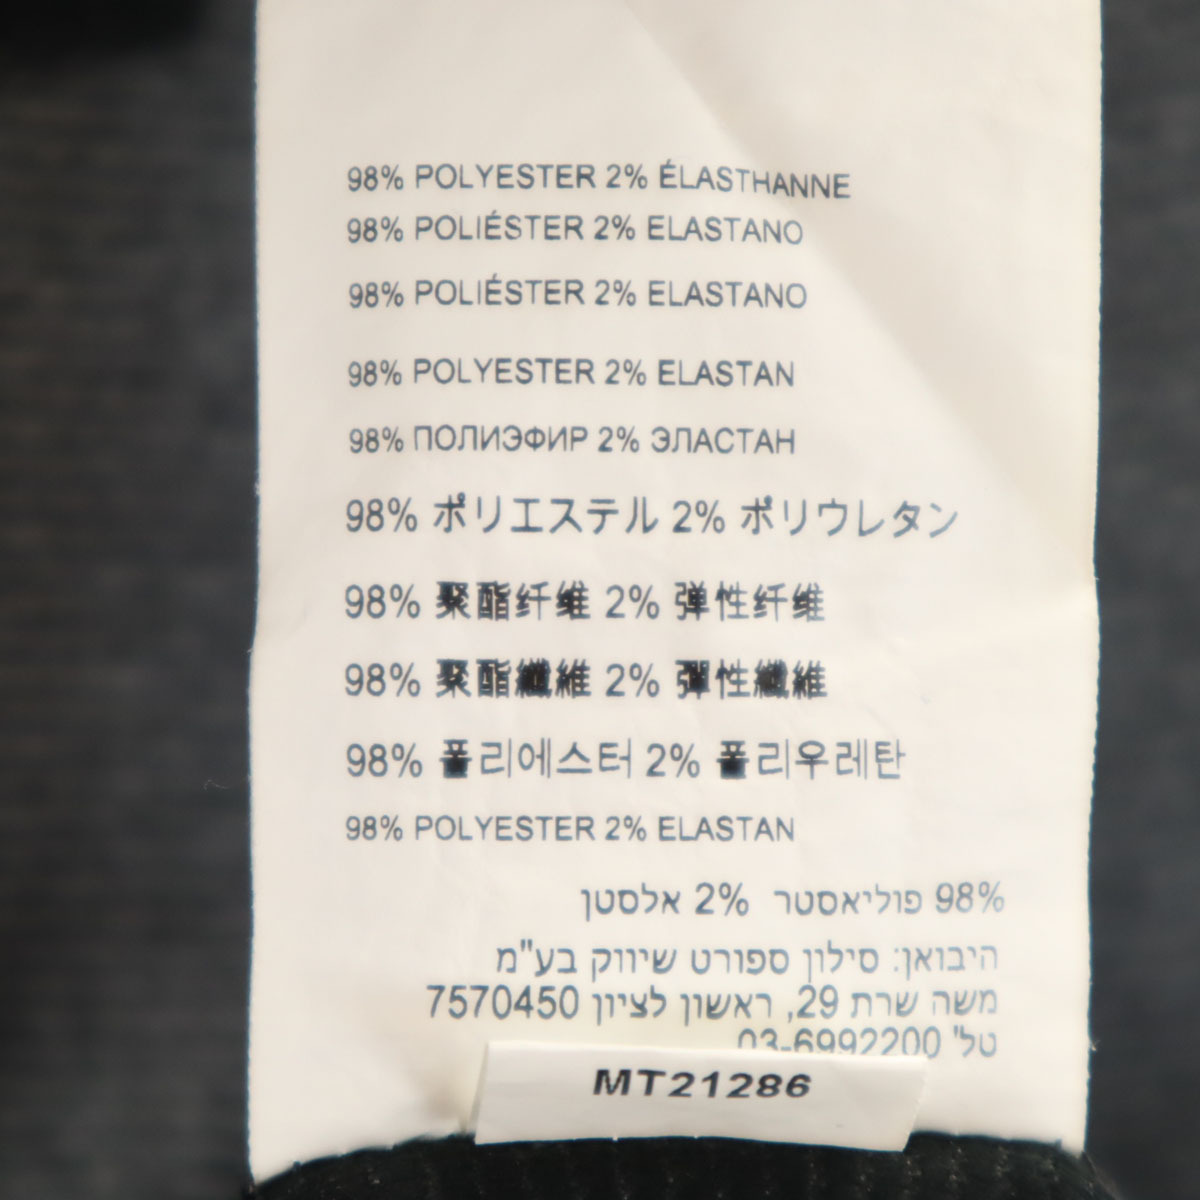 98% POLYESTER 2% ÉLASTHANNE
98% POLIÉSTER 2% ELASTANO
98% POLIÉSTER 2% ELASTANO
98% POLYESTER 2% ELASTAN
98% ПОЛИЭФИР 2% ЭЛАСТАН
98% ポリエステル 2% ポリウレタン
98% 聚酯纤维 2% 弹性纤维
98% 聚酯纖維 2% 彈性纖維
98% 폴리에스터 2% 폴리우레탄
98% POLYESTER 2% ELASTAN
98% פוליאסטר 2% אלסטן
היבואן: סילון ספורט שיווק בע"מ
משה שרת 29, ראשון לציון 7570450
טל' 03-6992200
MT21286